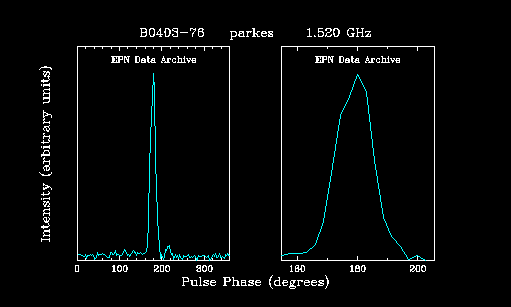 B0403-76 parkes 1.520 GHz
EPN Data Archive EPN Data Archive
Intensity (arbitrary units)
0 100 200 300 160 180 200
Pulse Phase (degrees)